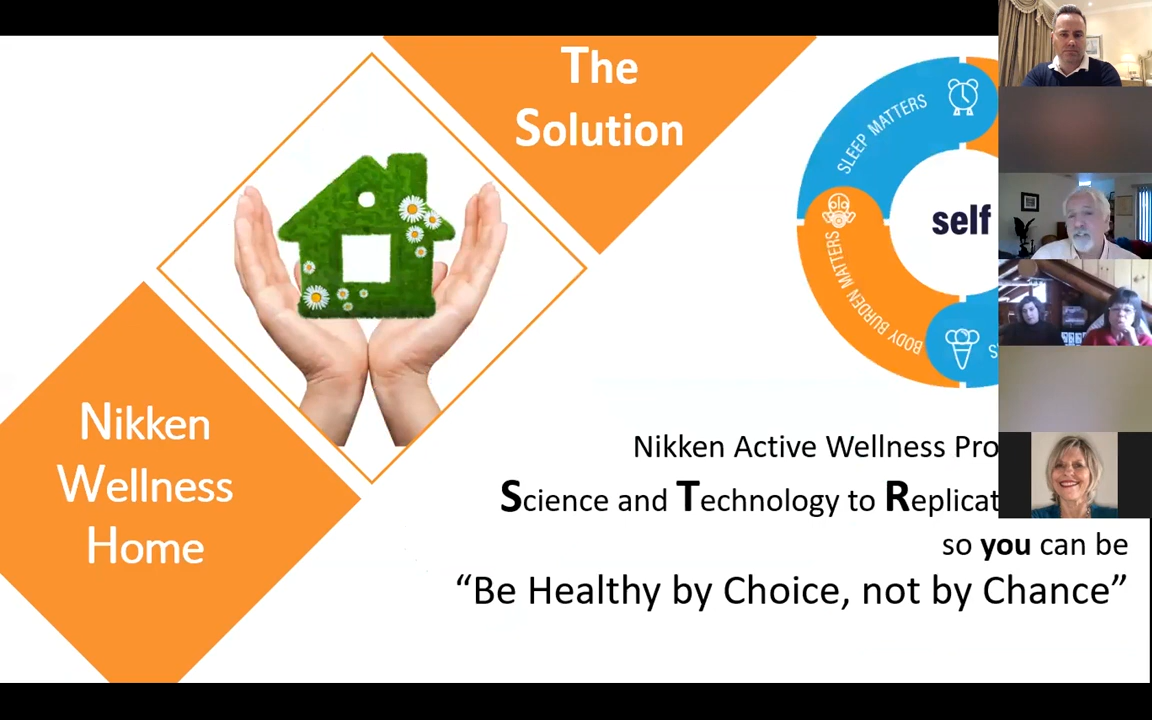 The
Solution
SLEEP MATTERS
self
BODY BURDEN MATTERS
Nikken
Wellness
Home
Nikken Active Wellness Pro
Science and Technology to Replicat
so you can be
“Be Healthy by Choice, not by Chance”